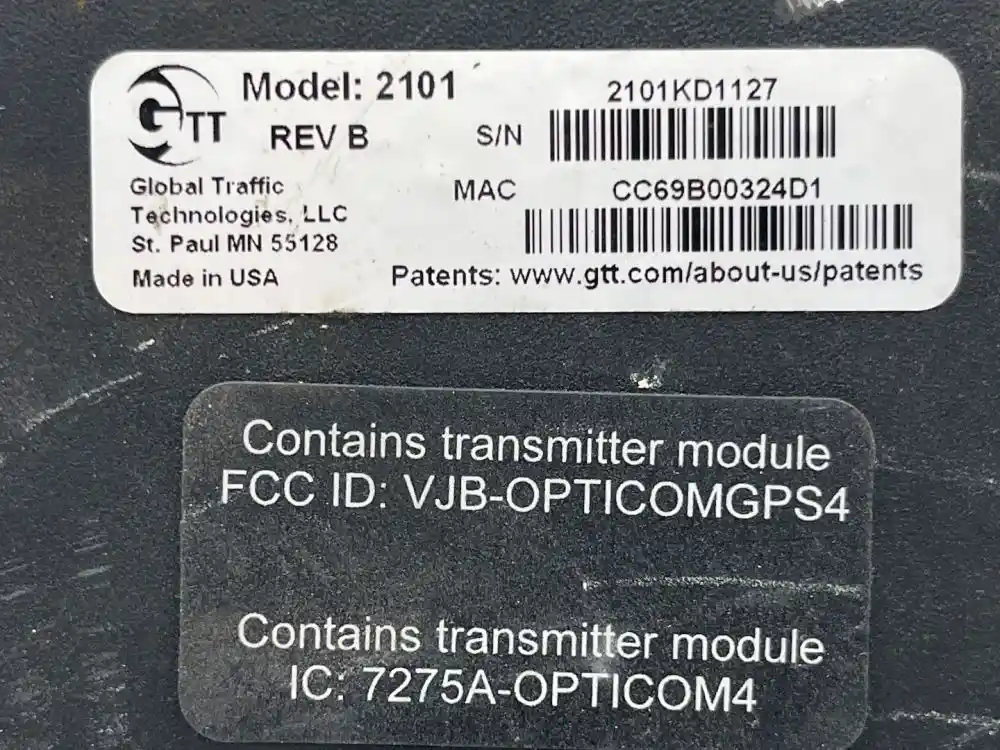 GTT
Model: 2101
REV B
Global Traffic
Technologies, LLC
St. Paul MN 55128
Made in USA
2101KD1127
S/N
MAC CC69B00324D1
Patents: www.gtt.com/about-us/patents
Contains transmitter module
FCC ID: VJB-OPTICOMGPS4
Contains transmitter module
IC: 7275A-OPTICOM4